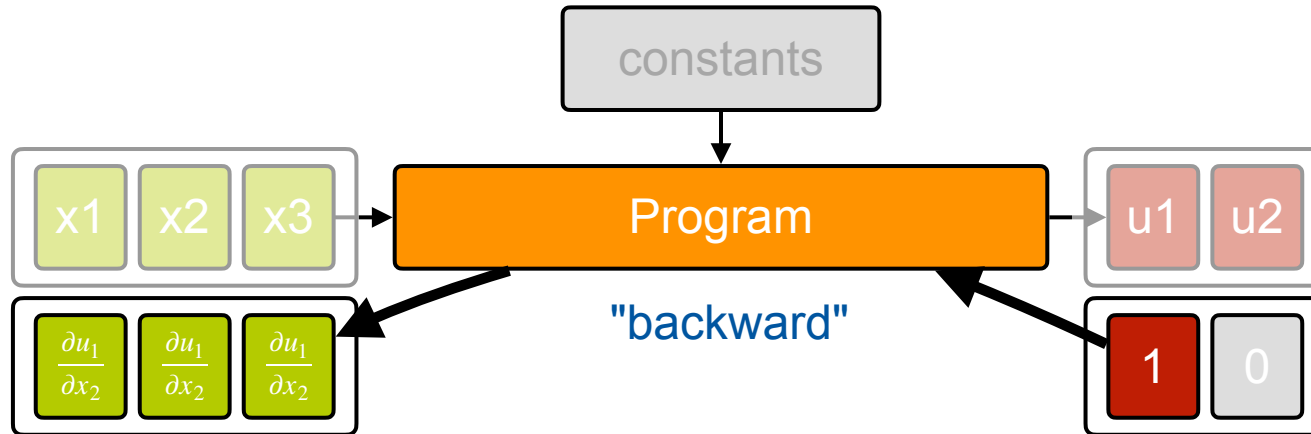 constants
x1 x2 x3 Program u1 u2
"backward"
∂u₁/∂x₂ ∂u₁/∂x₂ ∂u₁/∂x₂ 1 0